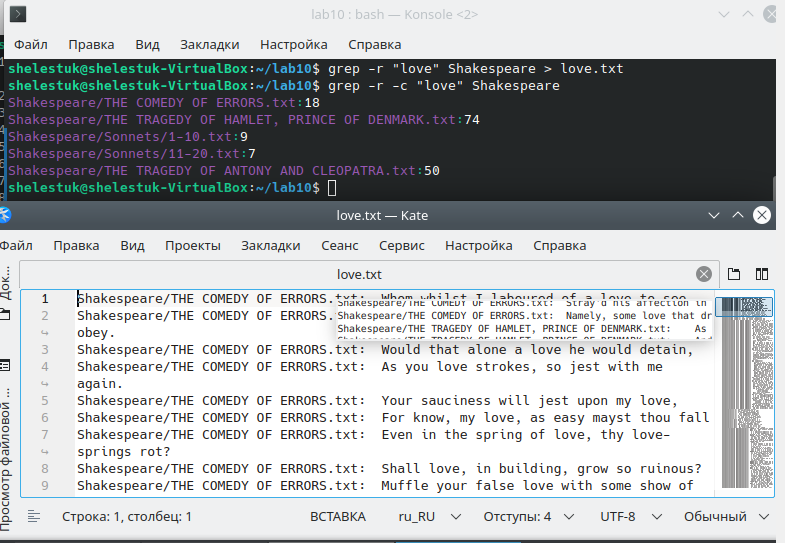 lab10 : bash — Konsole <2>
Файл Правка Вид Закладки Настройка Справка
shelestuk@shelestuk-VirtualBox:~/lab10$ grep -r "love" Shakespeare > love.txt
shelestuk@shelestuk-VirtualBox:~/lab10$ grep -r -c "love" Shakespeare
Shakespeare/THE COMEDY OF ERRORS.txt:18
Shakespeare/THE TRAGEDY OF HAMLET, PRINCE OF DENMARK.txt:74
Shakespeare/Sonnets/1-10.txt:9
Shakespeare/Sonnets/11-20.txt:7
Shakespeare/THE TRAGEDY OF ANTONY AND CLEOPATRA.txt:50
shelestuk@shelestuk-VirtualBox:~/lab10$
love.txt — Kate
Файл Правка Вид Проекты Закладки Сеанс Сервис Настройка Справка
love.txt
1 Shakespeare/THE COMEDY OF ERRORS.txt: Whom whilst I laboured of a love to see
Shakespeare/THE COMEDY OF ERRORS.txt: Stray'd his affection in
2 Shakespeare/THE COMEDY OF ERRORS.
Shakespeare/THE COMEDY OF ERRORS.txt: Namely, some love that dr
obey.
Shakespeare/THE TRAGEDY OF HAMLET, PRINCE OF DENMARK.txt: As
Shakespeare/THE TRAGEDY OF HAMLET, PRINCE OF DENMARK.txt: And
3 Shakespeare/THE COMEDY OF ERRORS.txt: Would that alone a love he would detain,
4 Shakespeare/THE COMEDY OF ERRORS.txt: As you love strokes, so jest with me
again.
5 Shakespeare/THE COMEDY OF ERRORS.txt: Your sauciness will jest upon my love,
6 Shakespeare/THE COMEDY OF ERRORS.txt: For know, my love, as easy mayst thou fall
7 Shakespeare/THE COMEDY OF ERRORS.txt: Even in the spring of love, thy love-
springs rot?
8 Shakespeare/THE COMEDY OF ERRORS.txt: Shall love, in building, grow so ruinous?
9 Shakespeare/THE COMEDY OF ERRORS.txt: Muffle your false love with some show of
Док...
Просмотр файловой ...
Строка: 1, столбец: 1 ВСТАВКА ru_RU Отступы: 4 UTF-8 Обычный